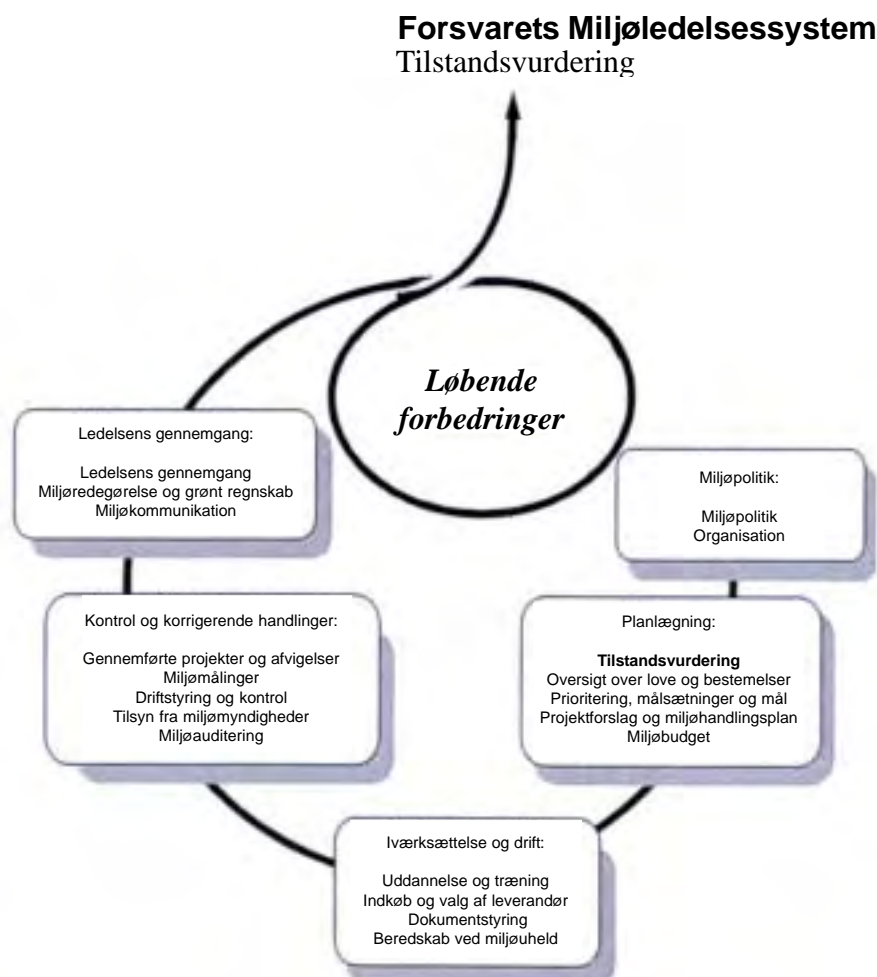 Forsvarets Miljøledelsessystem
Tilstandsvurdering
Løbende
forbedringer
Ledelsens gennemgang:
Ledelsens gennemgang
Miljøredegørelse og grønt regnskab
Miljøkommunikation
Miljøpolitik:
Miljøpolitik
Organisation
Kontrol og korrigerende handlinger:
Gennemførte projekter og afvigelser
Miljømålinger
Driftstyring og kontrol
Tilsyn fra miljømyndigheder
Miljøauditering
Planlægning:
Tilstandsvurdering
Oversigt over love og bestemelser
Prioritering, målsætninger og mål
Projektforslag og miljøhandlingsplan
Miljøbudget
Iværksættelse og drift:
Uddannelse og træning
Indkøb og valg af leverandør
Dokumentstyring
Beredskab ved miljøuheld